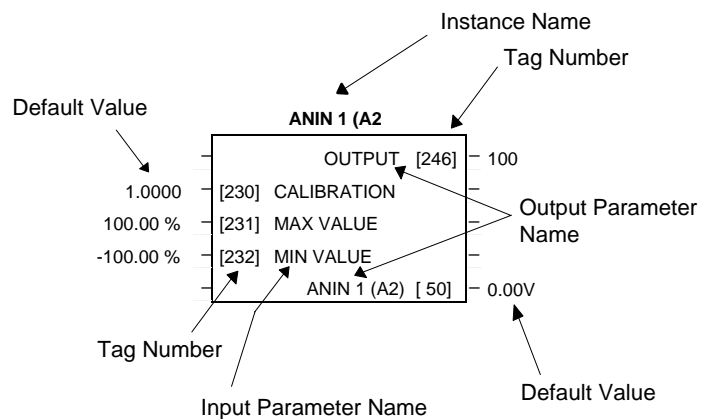 Instance Name
Tag Number
Default Value
ANIN 1 (A2
OUTPUT [246] 100
1.0000 [230] CALIBRATION
100.00 % [231] MAX VALUE
-100.00 % [232] MIN VALUE
ANIN 1 (A2) [ 50] 0.00V
Output Parameter
Name
Tag Number
Input Parameter Name
Default Value